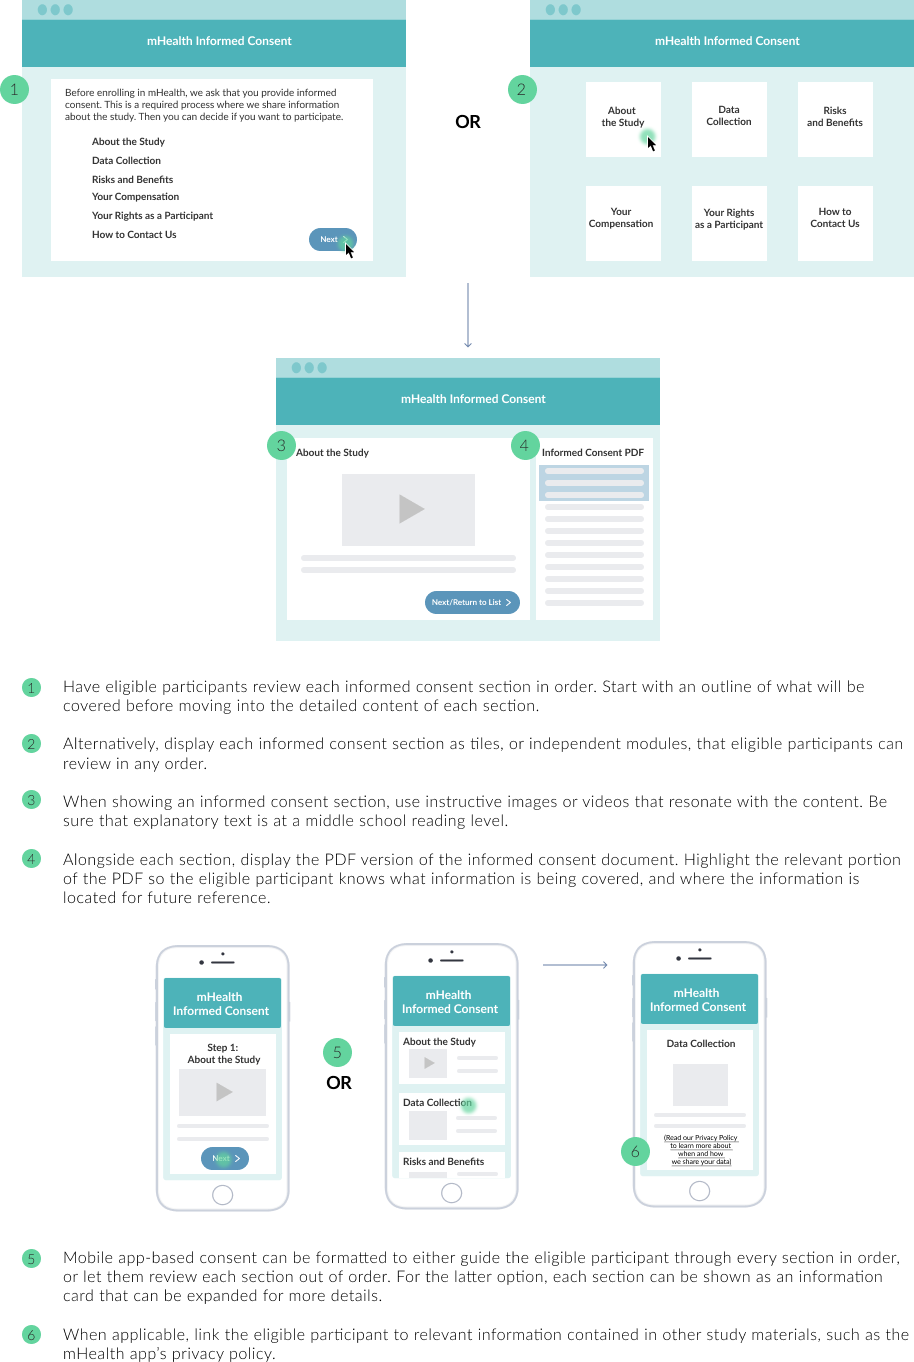 mHealth Informed Consent
1
Before enrolling in mHealth, we ask that you provide informed
consent. This is a required process where we share information
about the study. Then you can decide if you want to participate.
About the Study
Data Collection
Risks and Benefits
Your Compensation
Your Rights as a Participant
How to Contact Us
Next
OR
mHealth Informed Consent
2
About
the Study
Data
Collection
Risks
and Benefits
Your
Compensation
Your Rights
as a Participant
How to
Contact Us
mHealth Informed Consent
3
About the Study
Next/Return to List
4
Informed Consent PDF
1
Have eligible participants review each informed consent section in order. Start with an outline of what will be
covered before moving into the detailed content of each section.
2
Alternatively, display each informed consent section as tiles, or independent modules, that eligible participants can
review in any order.
3
When showing an informed consent section, use instructive images or videos that resonate with the content. Be
sure that explanatory text is at a middle school reading level.
4
Alongside each section, display the PDF version of the informed consent document. Highlight the relevant portion
of the PDF so the eligible participant knows what information is being covered, and where the information is
located for future reference.
mHealth
Informed Consent
Step 1:
About the Study
Next
5
OR
mHealth
Informed Consent
About the Study
Data Collection
Risks and Benefits
mHealth
Informed Consent
Data Collection
6
(Read our Privacy Policy
to learn more about
when and how
we share your data)
5
Mobile app-based consent can be formatted to either guide the eligible participant through every section in order,
or let them review each section out of order. For the latter option, each section can be shown as an information
card that can be expanded for more details.
6
When applicable, link the eligible participant to relevant information contained in other study materials, such as the
mHealth app's privacy policy.